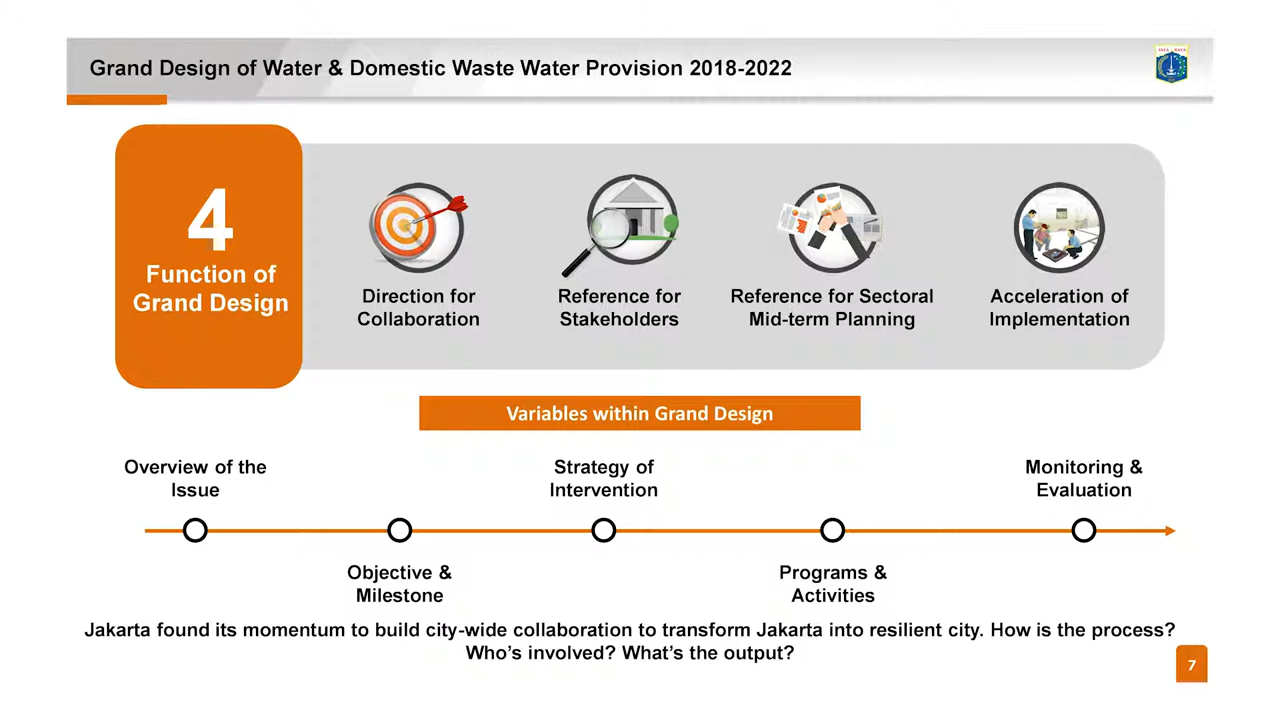 Grand Design of Water & Domestic Waste Water Provision 2018-2022
JAYA RAYA
4
Function of
Grand Design
Direction for
Collaboration
Reference for
Stakeholders
Reference for Sectoral
Mid-term Planning
Acceleration of
Implementation
Variables within Grand Design
Overview of the
Issue
Objective &
Milestone
Strategy of
Intervention
Programs &
Activities
Monitoring &
Evaluation
Jakarta found its momentum to build city-wide collaboration to transform Jakarta into resilient city. How is the process?
Who’s involved? What’s the output?
7